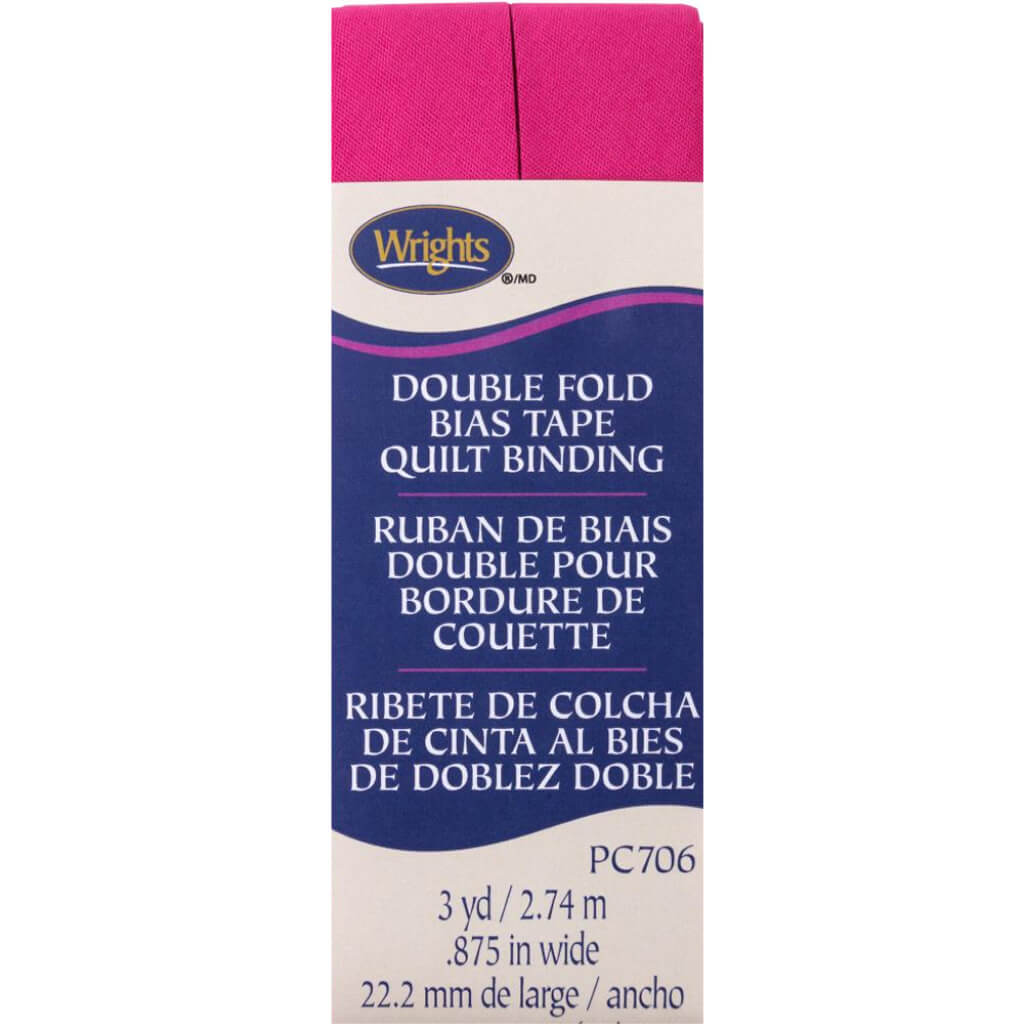 Wrights
®/MD
DOUBLE FOLD
BIAS TAPE
QUILT BINDING
RUBAN DE BIAIS
DOUBLE POUR
BORDURE DE
COUETTE
RIBETE DE COLCHA
DE CINTA AL BIES
DE DOBLEZ DOBLE
PC706
3 yd / 2.74 m
.875 in wide
22.2 mm de large / ancho